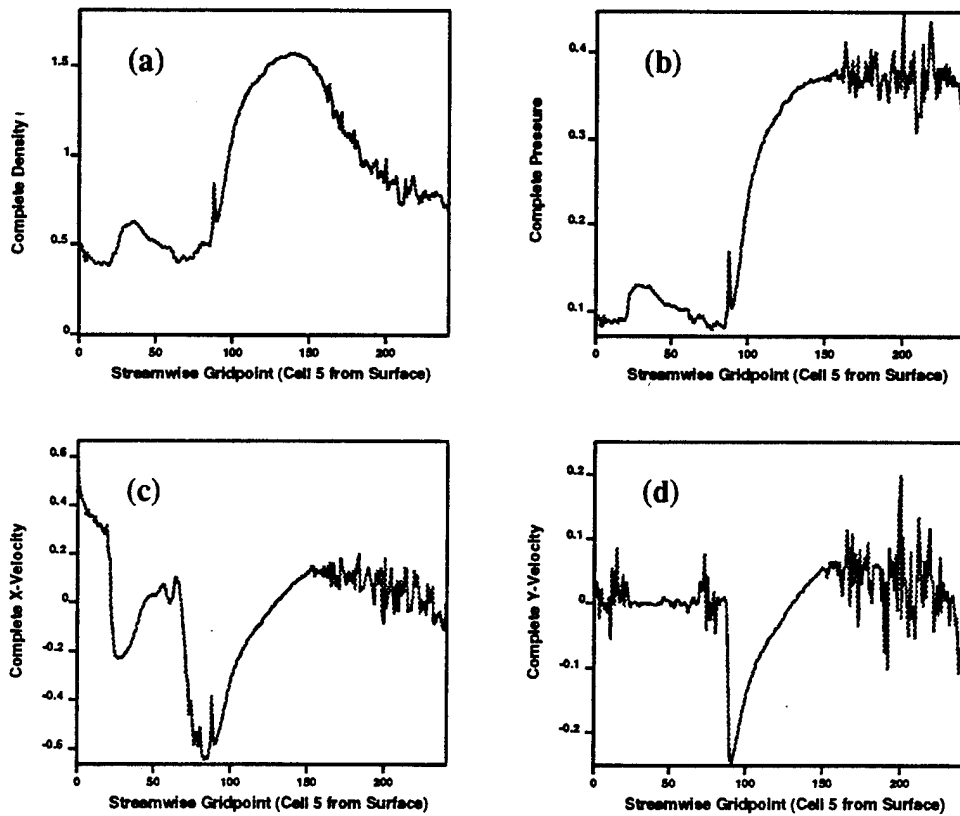 (a)
Complete Density
1.5
1
0.5
0
0 50 100 150 200
Streamwise Gridpoint (Cell 5 from Surface)
(b)
Complete Pressure
0.4
0.3
0.2
0.1
0 50 100 150 200
Streamwise Gridpoint (Cell 5 from Surface)
(c)
Complete X-Velocity
0.6
0.4
0.2
0.
-0.2
-0.4
-0.6
0 50 100 150 200
Streamwise Gridpoint (Cell 5 from Surface)
(d)
Complete Y-Velocity
0.2
0.1
0.
-0.1
-0.2
0 50 100 150 200
Streamwise Gridpoint (Cell 5 from Surface)